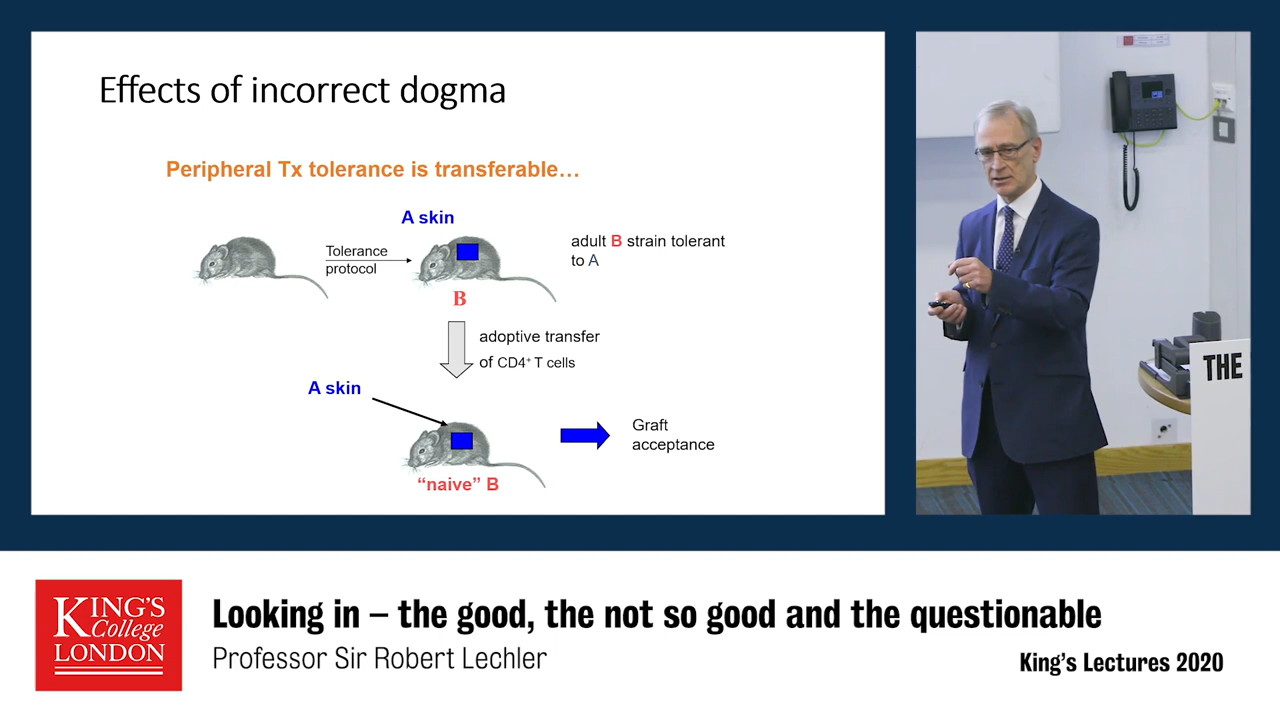 Effects of incorrect dogma
Peripheral Tx tolerance is transferable…
A skin
Tolerance
protocol
adult B strain tolerant
to A
B
adoptive transfer
of CD4⁺ T cells
A skin
Graft
acceptance
“naive” B
THE
KING'S
College
LONDON
Looking in – the good, the not so good and the questionable
Professor Sir Robert Lechler
King's Lectures 2020